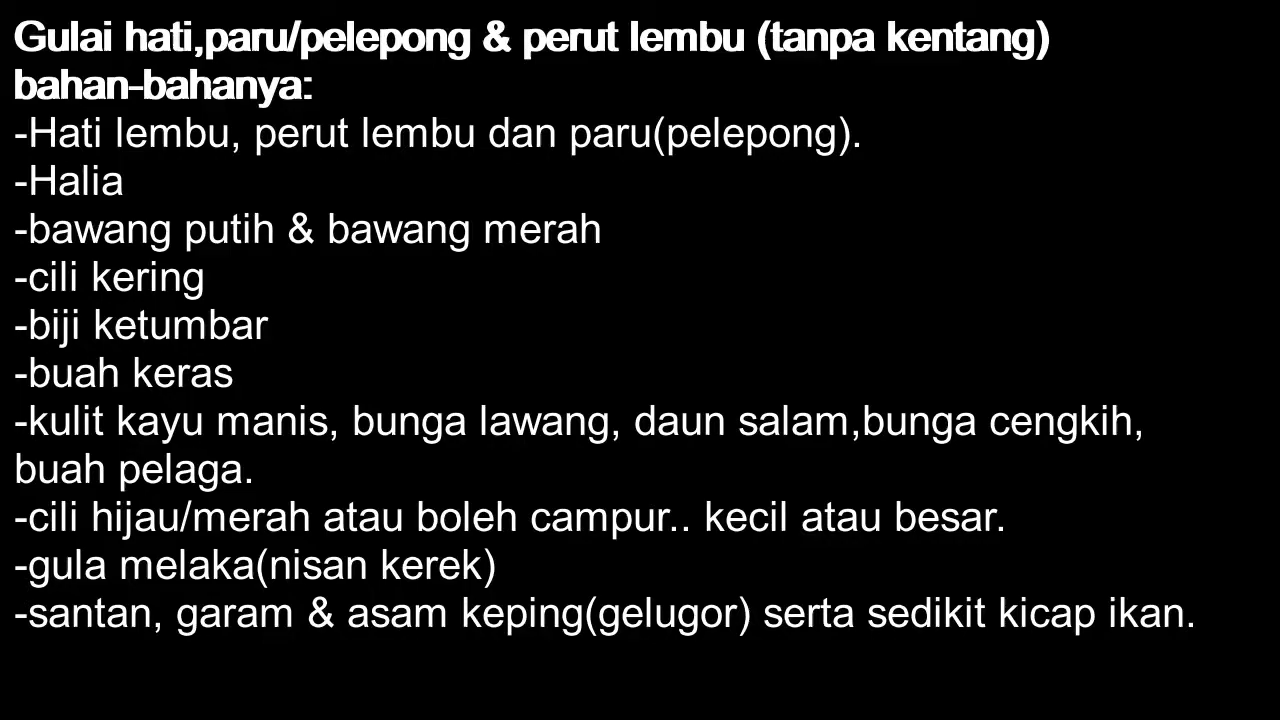 Gulai hati,paru/pelepong & perut lembu (tanpa kentang)
bahan-bahanya:
-Hati lembu, perut lembu dan paru(pelepong).
-Halia
-bawang putih & bawang merah
-cili kering
-biji ketumbar
-buah keras
-kulit kayu manis, bunga lawang, daun salam,bunga cengkih,
buah pelaga.
-cili hijau/merah atau boleh campur.. kecil atau besar.
-gula melaka(nisan kerek)
-santan, garam & asam keping(gelugor) serta sedikit kicap ikan.